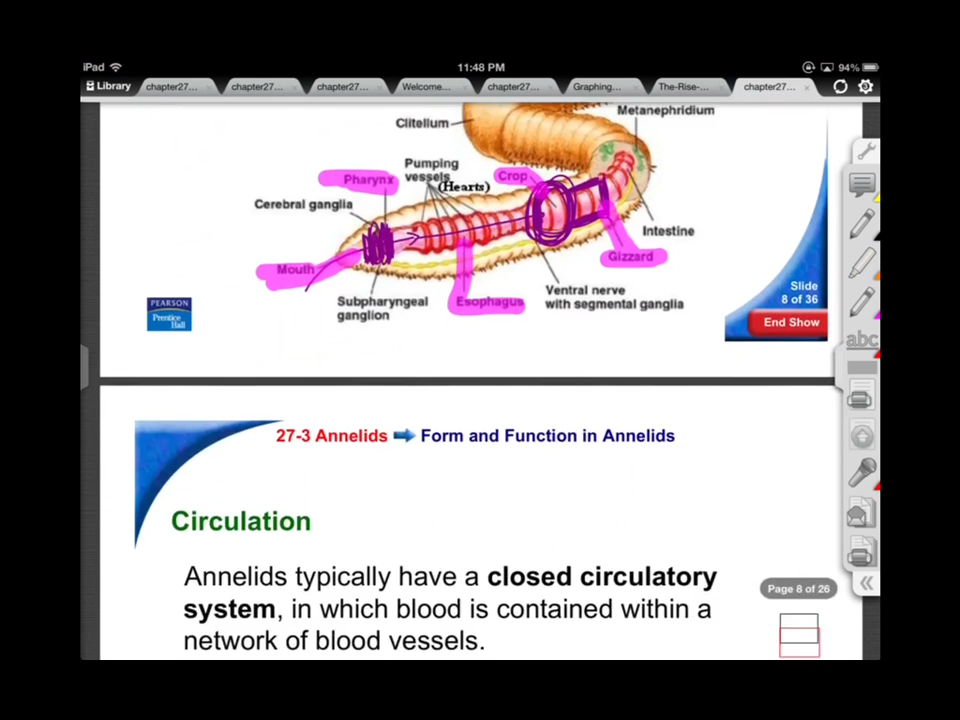 iPad
11:48 PM
94%
Library
chapter27...
chapter27...
chapter27...
Welcome...
chapter27...
Graphing...
The-Rise-...
chapter27...
Metanephridium
Clitellum
Pumping
vessels
(Hearts)
Crop
Pharynx
Cerebral ganglia
Intestine
Gizzard
Mouth
Subpharyngeal
ganglion
Esophagus
Ventral nerve
with segmental ganglia
PEARSON
Prentice
Hall
Slide
8 of 36
End Show
abc
27-3 Annelids
Form and Function in Annelids
Circulation
Annelids typically have a closed circulatory
system, in which blood is contained within a
network of blood vessels.
Page 8 of 26